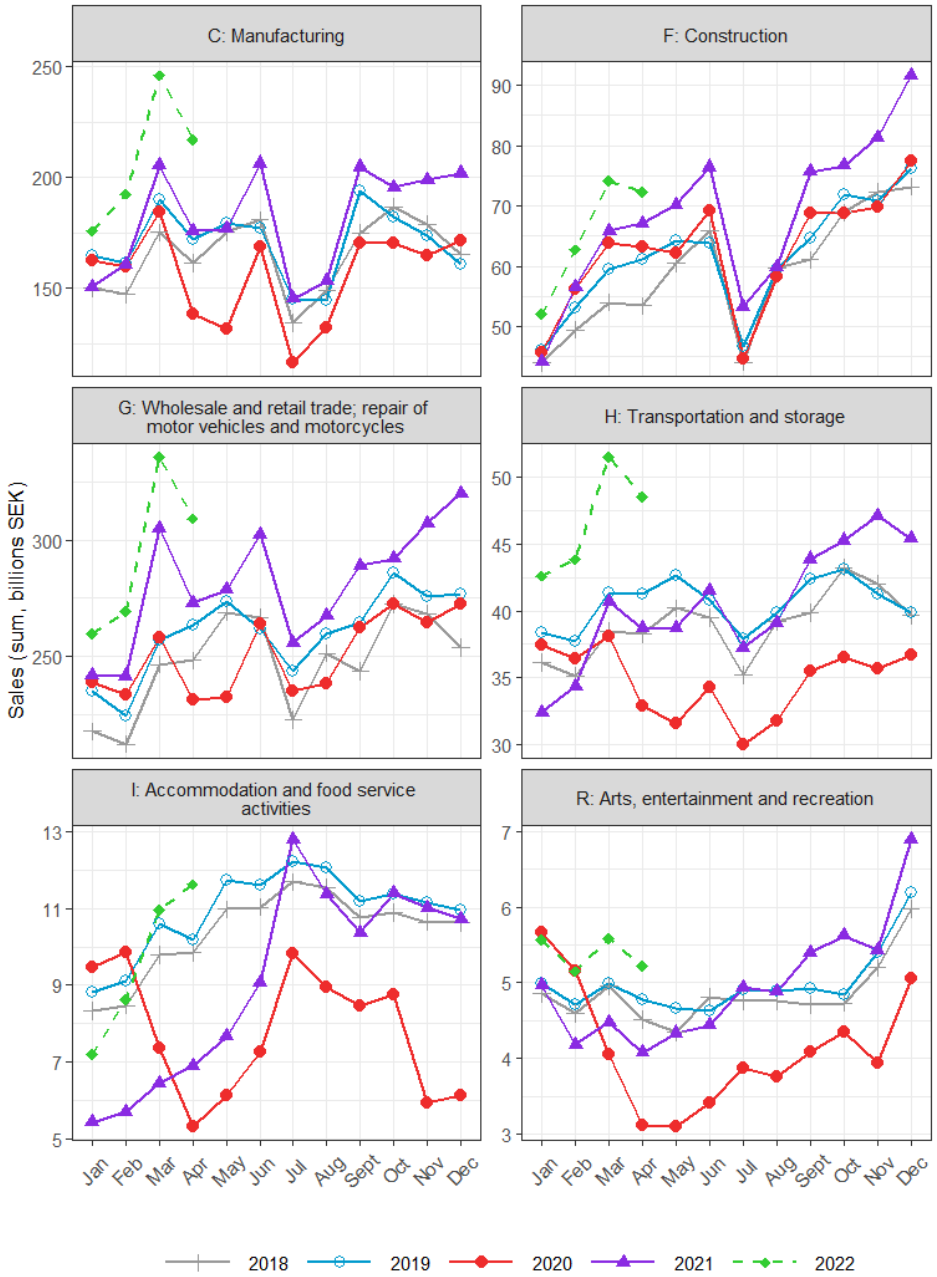 C: Manufacturing
F: Construction
250
200
150
90
80
70
60
50
G: Wholesale and retail trade; repair of
motor vehicles and motorcycles
H: Transportation and storage
Sales (sum, billions SEK)
300
250
50
45
40
35
30
I: Accommodation and food service
activities
R: Arts, entertainment and recreation
13
11
9
7
5
7
6
5
4
3
Jan Feb Mar Apr May Jun Jul Aug Sept Oct Nov Dec
Jan Feb Mar Apr May Jun Jul Aug Sept Oct Nov Dec
2018 2019 2020 2021 2022